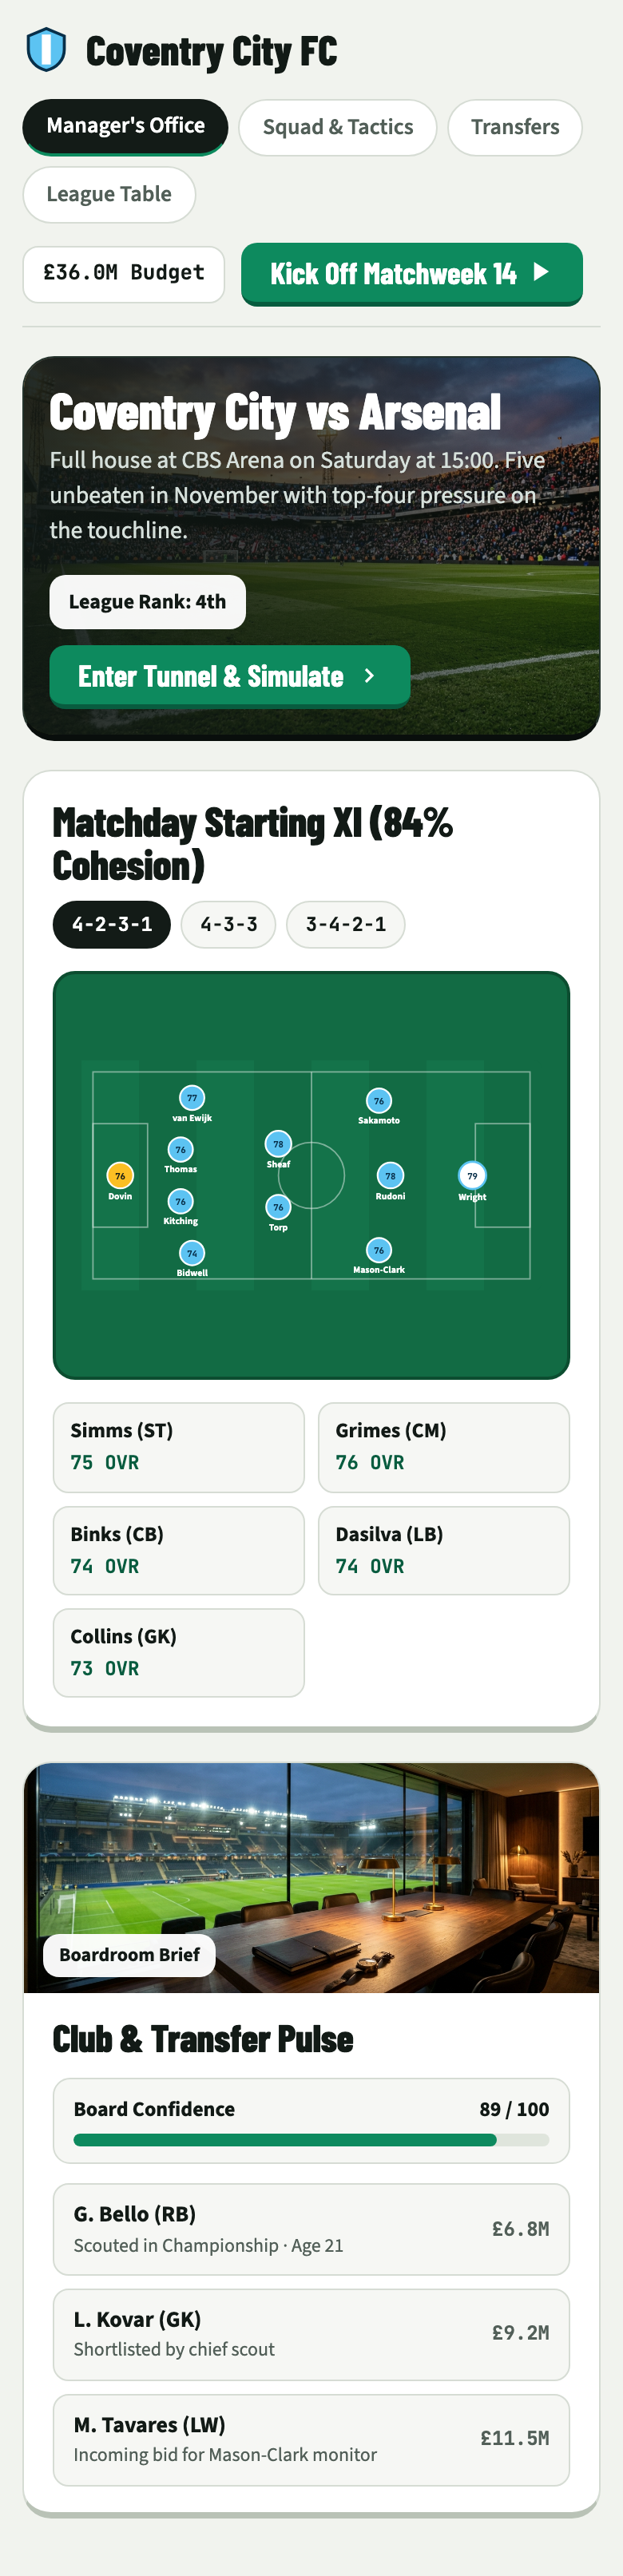 Coventry City FC
Manager's Office
Squad & Tactics
Transfers
League Table
£36.0M Budget
Kick Off Matchweek 14
Coventry City vs Arsenal
Full house at CBS Arena on Saturday at 15:00. Five
unbeaten in November with top-four pressure on
the touchline.
League Rank: 4th
Enter Tunnel & Simulate
Matchday Starting XI (84%
Cohesion)
4-2-3-1
4-3-3
3-4-2-1
77
van Ewijk
76
Sakamoto
76
Thomas
78
Sheaf
76
Dovin
78
Rudoni
79
Wright
76
Kitching
76
Torp
74
Bidwell
76
Mason-Clark
Simms (ST)
75 OVR
Grimes (CM)
76 OVR
Binks (CB)
74 OVR
Dasilva (LB)
74 OVR
Collins (GK)
73 OVR
Boardroom Brief
Club & Transfer Pulse
Board Confidence
89 / 100
G. Bello (RB)
Scouted in Championship · Age 21
£6.8M
L. Kovar (GK)
Shortlisted by chief scout
£9.2M
M. Tavares (LW)
Incoming bid for Mason-Clark monitor
£11.5M